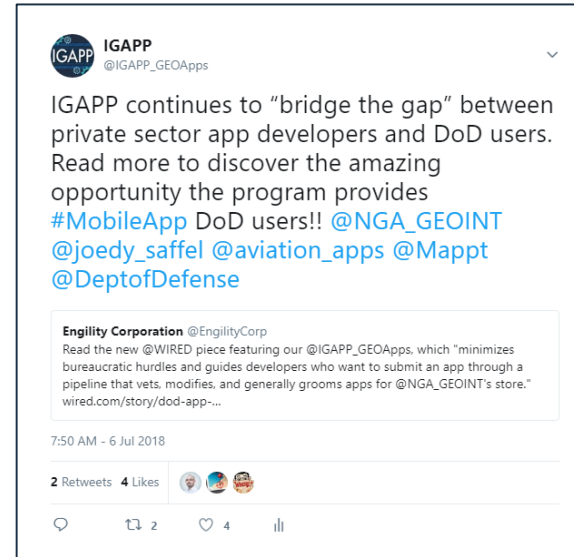 IGAPP
IGAPP
@IGAPP_GEOApps
IGAPP continues to “bridge the gap” between
private sector app developers and DoD users.
Read more to discover the amazing
opportunity the program provides
#MobileApp DoD users!! @NGA_GEOINT
@joedy_saffel @aviation_apps @Mappt
@DeptofDefense
Engility Corporation @EngilityCorp
Read the new @WIRED piece featuring our @IGAPP_GEOApps, which "minimizes
bureaucratic hurdles and guides developers who want to submit an app through a
pipeline that vets, modifies, and generally grooms apps for @NGA_GEOINT's store."
wired.com/story/dod-app-...
7:50 AM - 6 Jul 2018
2 Retweets 4 Likes
2 4